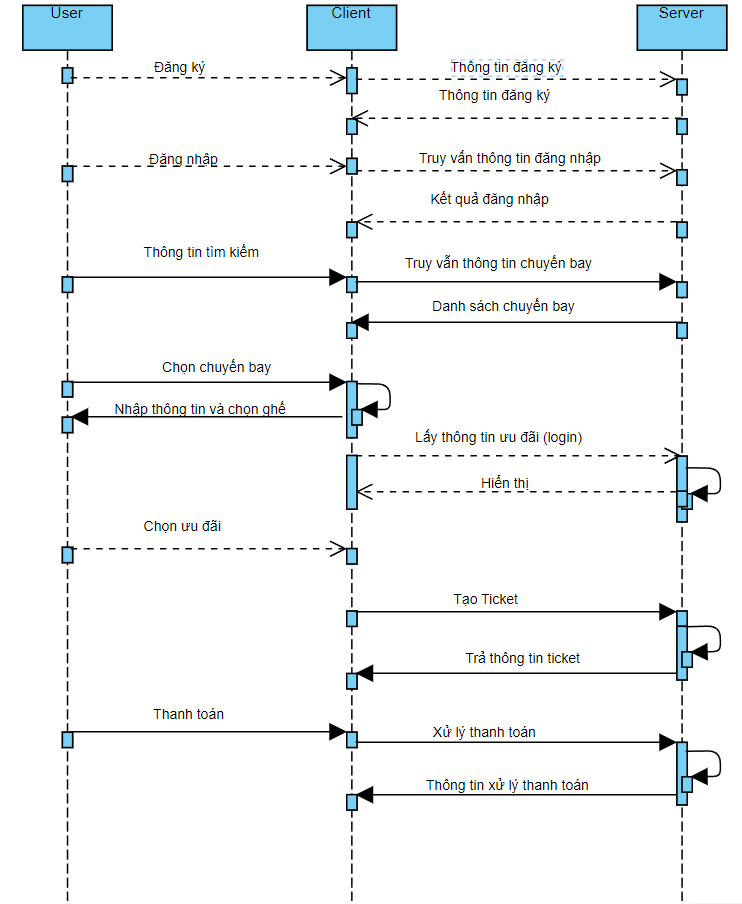 User
Client
Server
Đăng ký
Thông tin đăng ký
Thông tin đăng ký
Đăng nhập
Truy vấn thông tin đăng nhập
Kết quả đăng nhập
Thông tin tìm kiếm
Truy vẫn thông tin chuyến bay
Danh sách chuyến bay
Chọn chuyến bay
Nhập thông tin và chọn ghế
Lấy thông tin ưu đãi (login)
Hiển thị
Chọn ưu đãi
Tạo Ticket
Trả thông tin ticket
Thanh toán
Xử lý thanh toán
Thông tin xử lý thanh toán